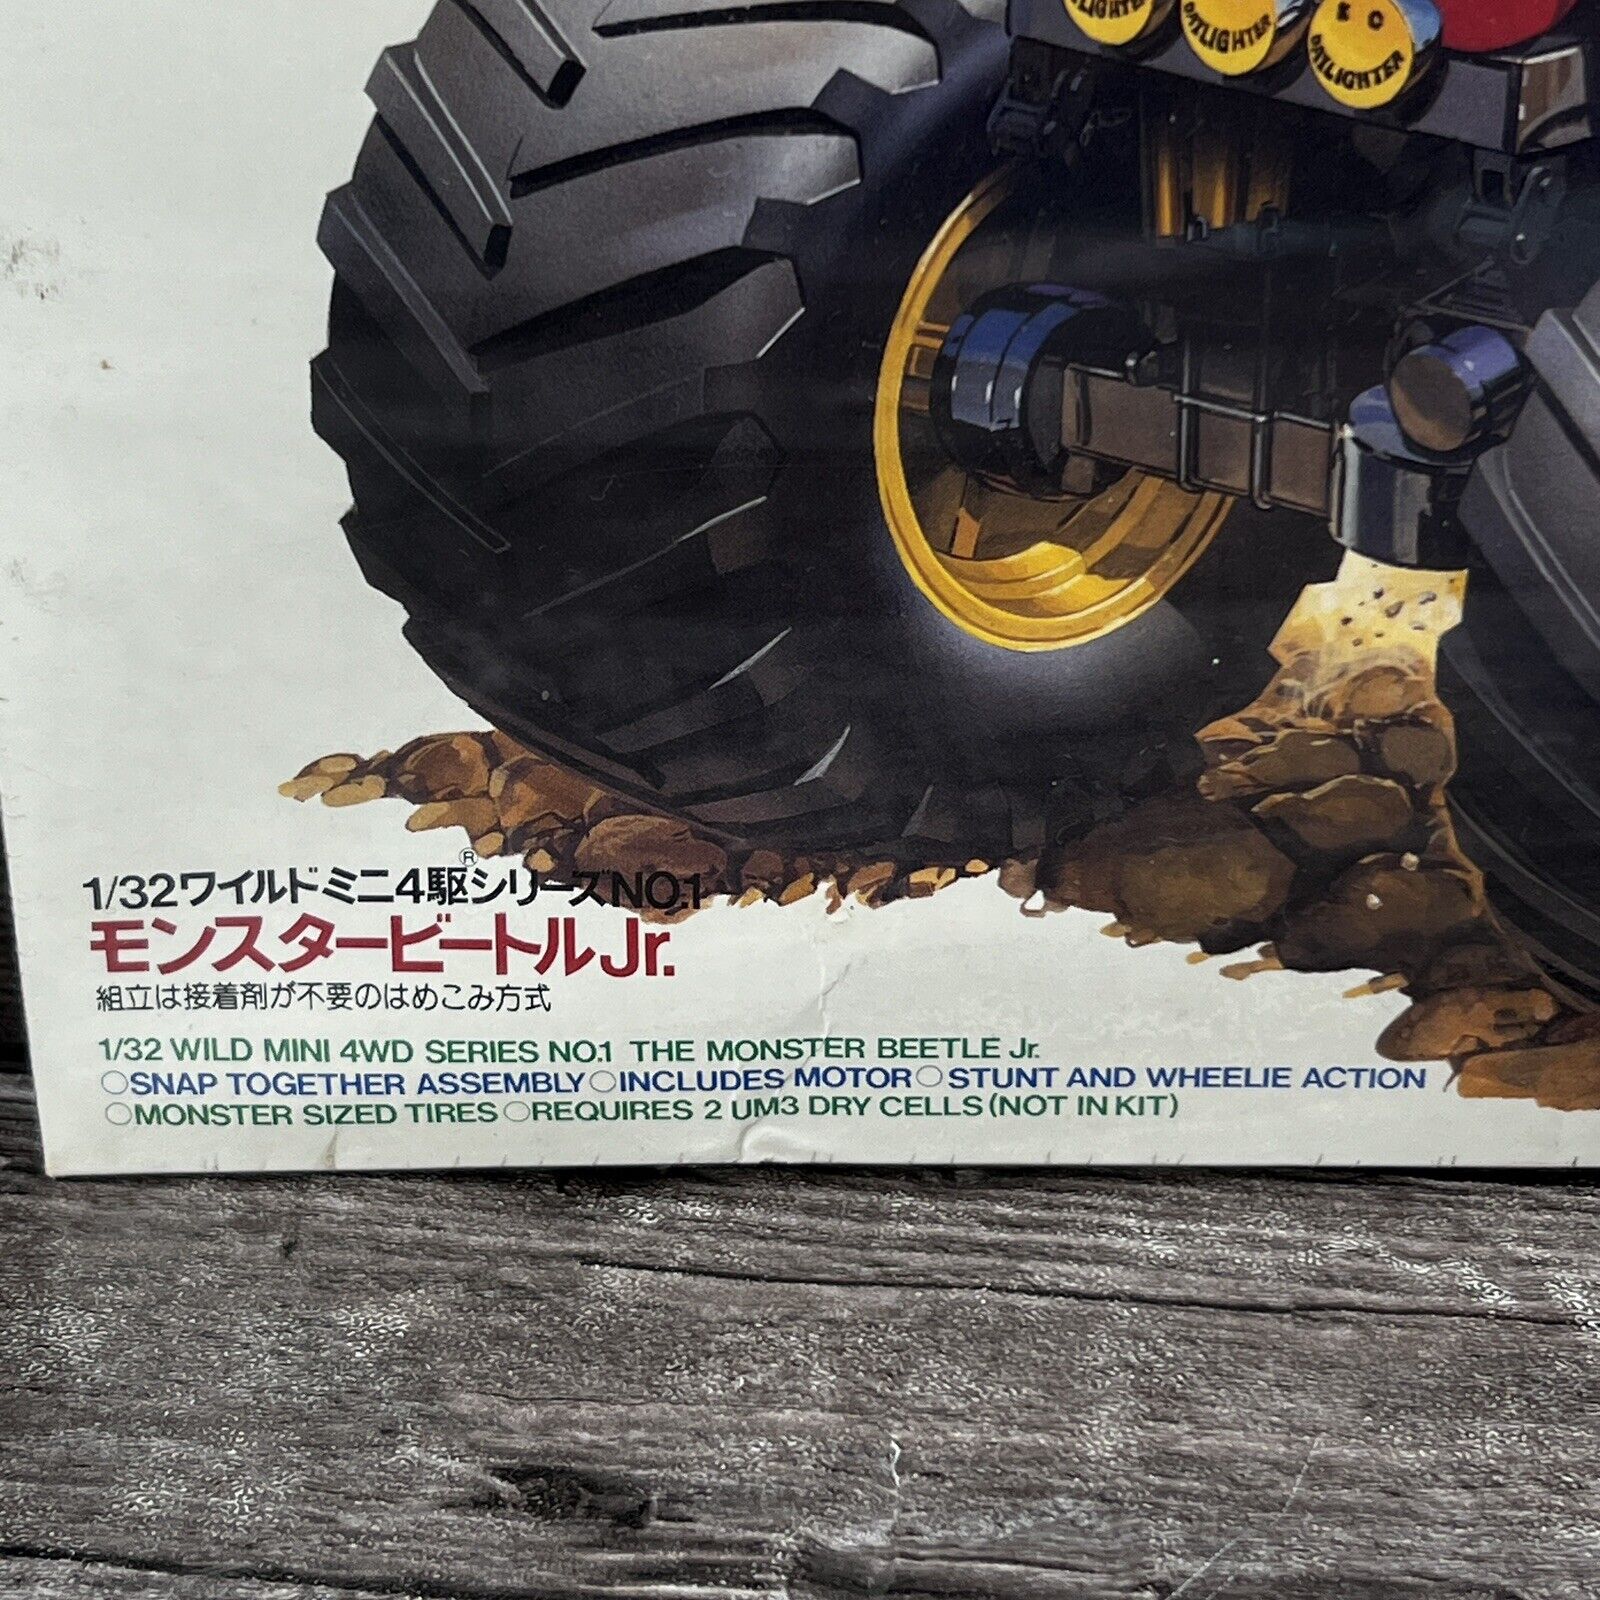 DAYLIGHTER
DAYLIGHTER
K C
DAYLIGHTER
1/32ワイルドミニ4駆®シリーズNO.1
モンスタービートルJr.
組立は接着剤が不要のはめこみ方式
1/32 WILD MINI 4WD SERIES NO.1 THE MONSTER BEETLE Jr.
○SNAP TOGETHER ASSEMBLY○INCLUDES MOTOR○STUNT AND WHEELIE ACTION
○MONSTER SIZED TIRES○REQUIRES 2 UM3 DRY CELLS (NOT IN KIT)